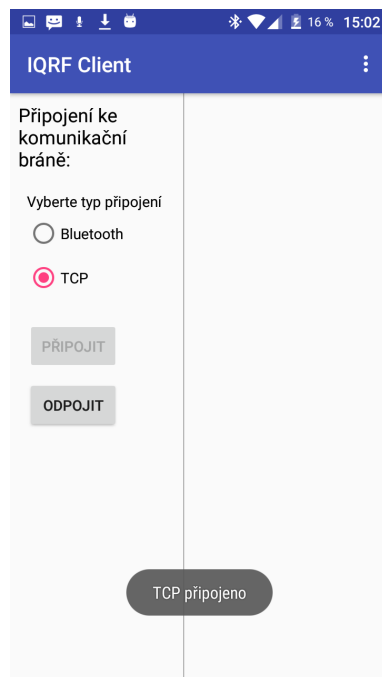 16 % 15:02
IQRF Client
Připojení ke
komunikační
bráně:
Vyberte typ připojení
Bluetooth
TCP
PŘIPOJIT
ODPOJIT
TCP připojeno